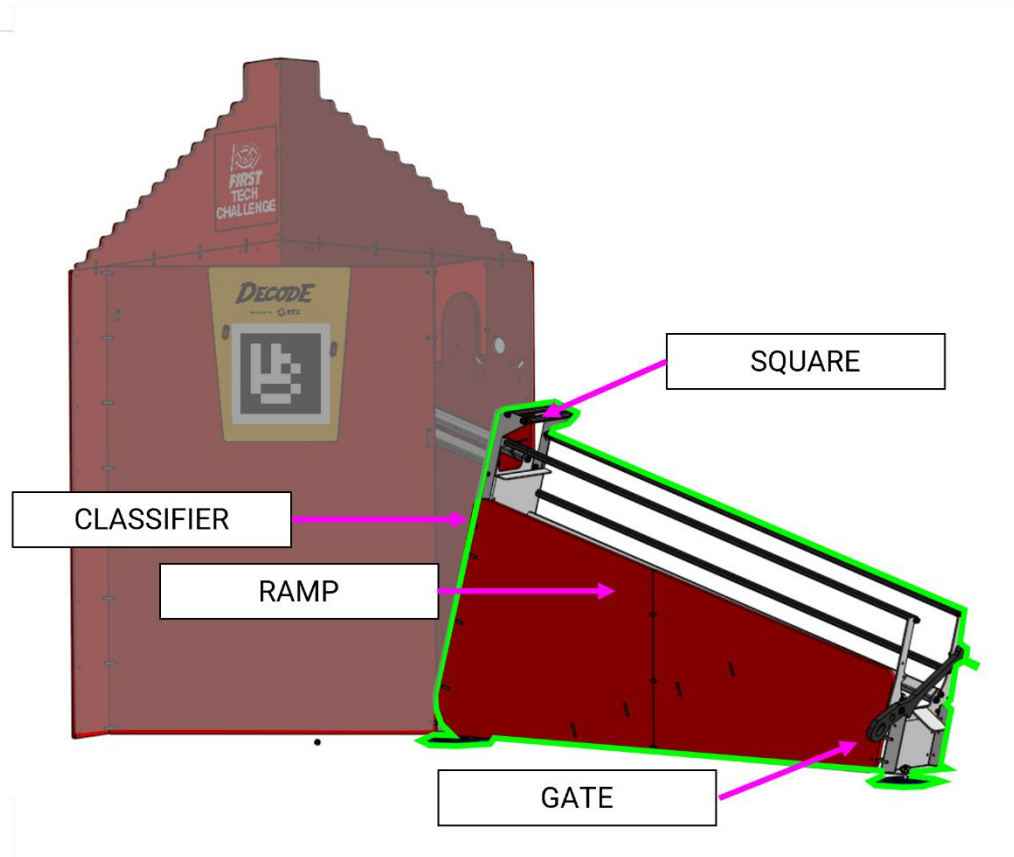 FIRST
TECH
CHALLENGE
DECODE
SQUARE
CLASSIFIER
RAMP
GATE